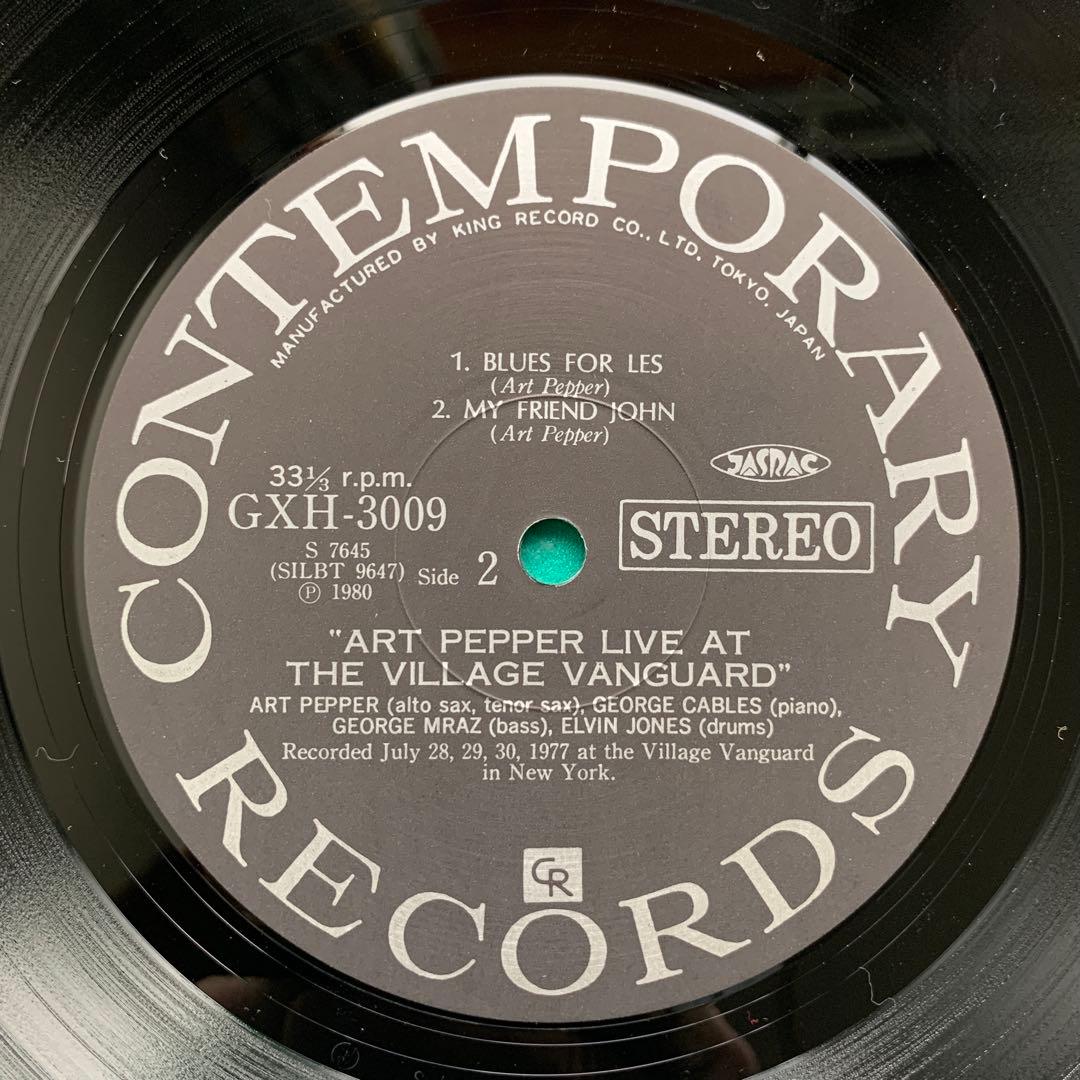 CONTEMPORARY
MANUFACTURED BY KING RECORD CO., LTD. TOKYO. JAPAN
1. BLUES FOR LES
(Art Pepper)
2. MY FRIEND JOHN
(Art Pepper)
JASRAC
33⅓ r.p.m.
GXH-3009
STEREO
S 7645
(SILBT 9647)
Side 2
Ⓟ 1980
"ART PEPPER LIVE AT
THE VILLAGE VANGUARD"
ART PEPPER (alto sax, tenor sax), GEORGE CABLES (piano),
GEORGE MRAZ (bass), ELVIN JONES (drums)
Recorded July 28, 29, 30, 1977 at the Village Vanguard
in New York.
CR
RECORDS